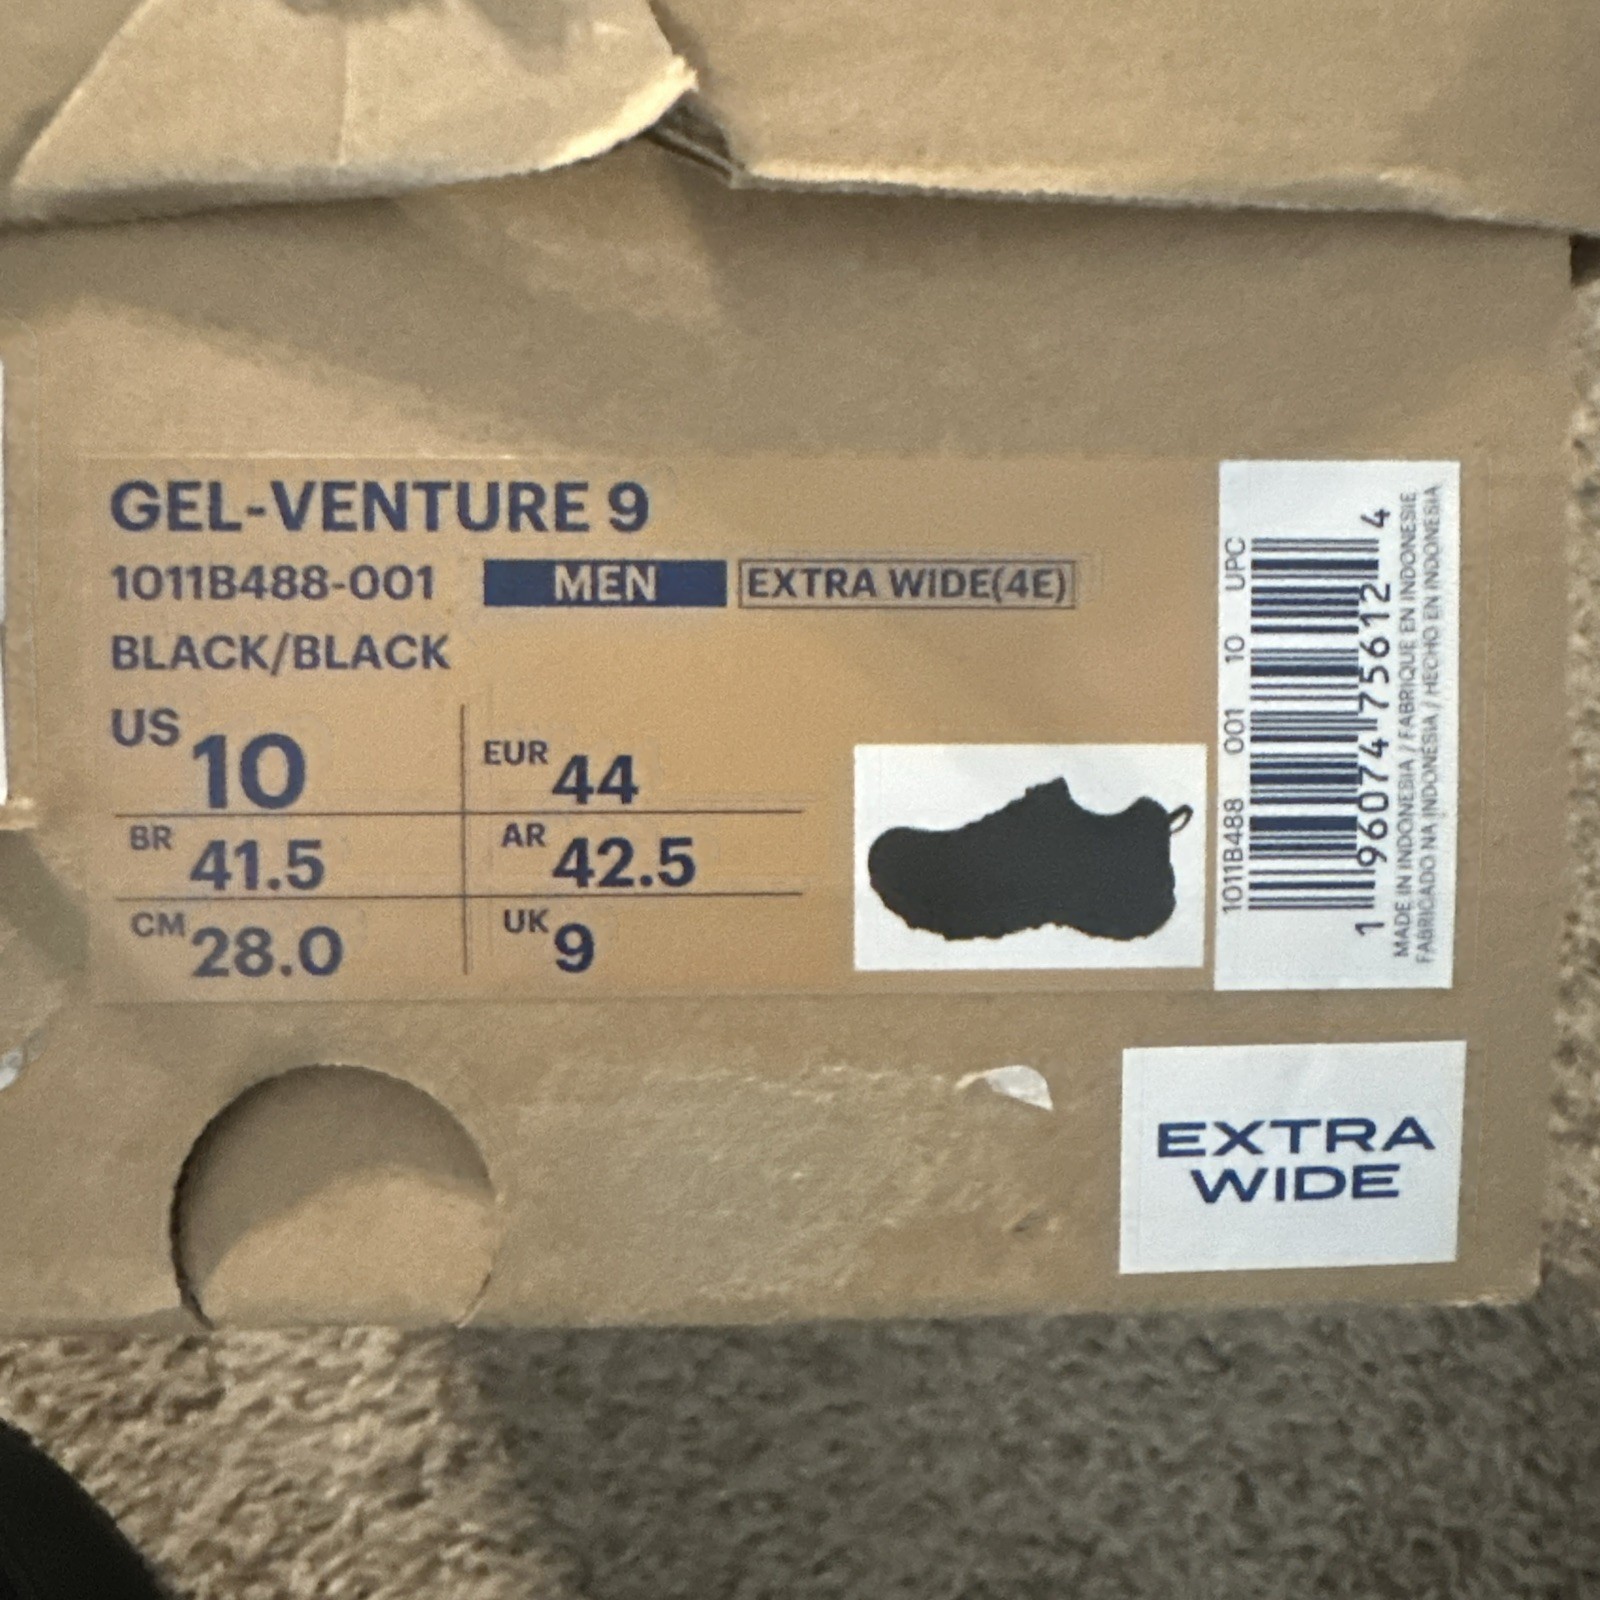 GEL-VENTURE 9
1011B488-001 MEN EXTRA WIDE(4E)
BLACK/BLACK
US 10 EUR 44
BR 41.5 AR 42.5
CM 28.0 UK 9
1011B488 001 10 UPC
1 96074 75612 4
MADE IN INDONESIA / FABRIQUE EN INDONESIE
FABRICADO NA INDONESIA / HECHO EN INDONESIA
EXTRA
WIDE